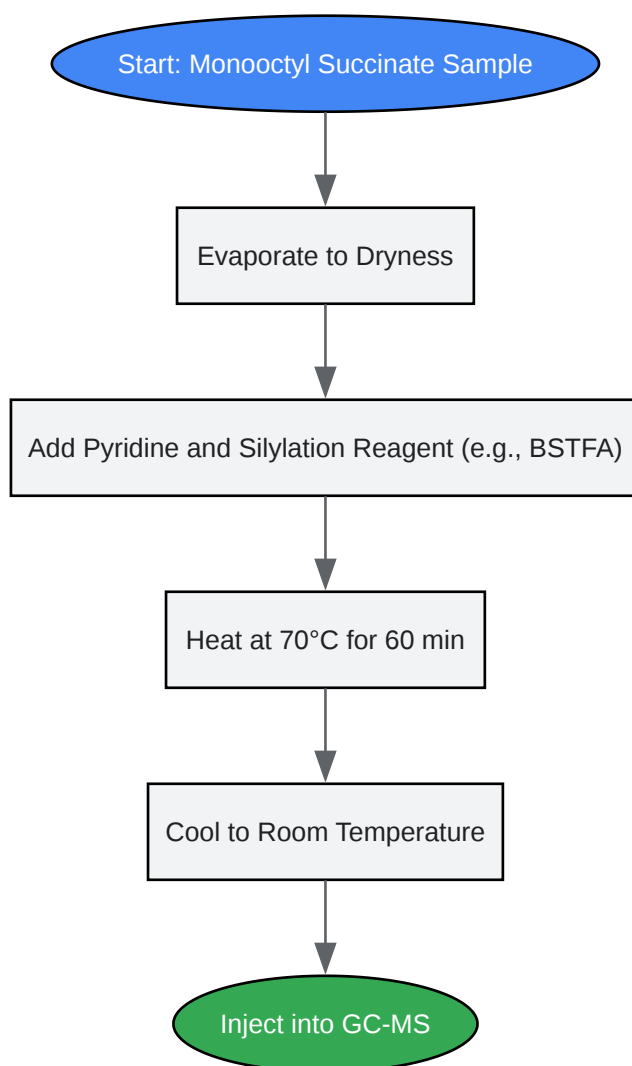 Start: Monooctyl Succinate Sample
Evaporate to Dryness
Add Pyridine and Silylation Reagent (e.g., BSTFA)
Heat at 70°C for 60 min
Cool to Room Temperature
Inject into GC-MS